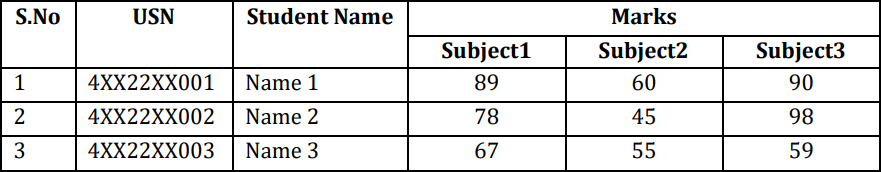 S.No USN Student Name Marks
Subject1 Subject2 Subject3
1 4XX22XX001 Name 1 89 60 90
2 4XX22XX002 Name 2 78 45 98
3 4XX22XX003 Name 3 67 55 59